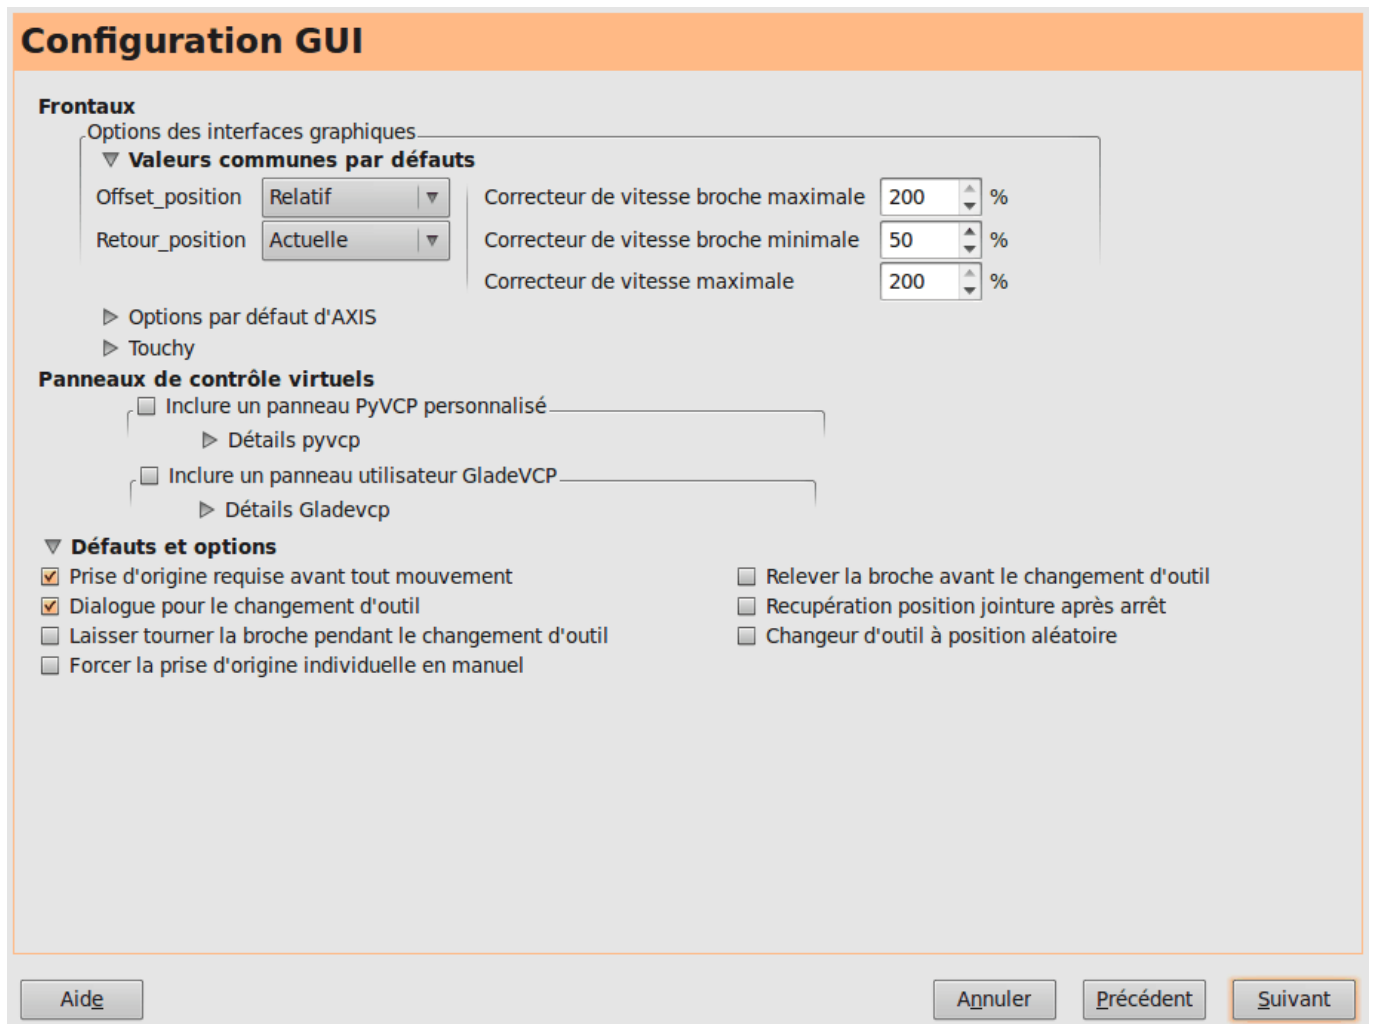 Configuration GUI
Frontaux
Options des interfaces graphiques
Valeurs communes par défauts
Offset_position Relatif Correcteur de vitesse broche maximale 200 %
Retour_position Actuelle Correcteur de vitesse broche minimale 50 %
Correcteur de vitesse maximale 200 %
Options par défaut d'AXIS
Touchy
Panneaux de contrôle virtuels
Inclure un panneau PyVCP personnalisé
Détails pyvcp
Inclure un panneau utilisateur GladeVCP
Détails Gladevcp
Défauts et options
Prise d'origine requise avant tout mouvement Relever la broche avant le changement d'outil
Dialogue pour le changement d'outil Recupération position jointure après arrêt
Laisser tourner la broche pendant le changement d'outil Changeur d'outil à position aléatoire
Forcer la prise d'origine individuelle en manuel
Aide Annuler Précédent Suivant